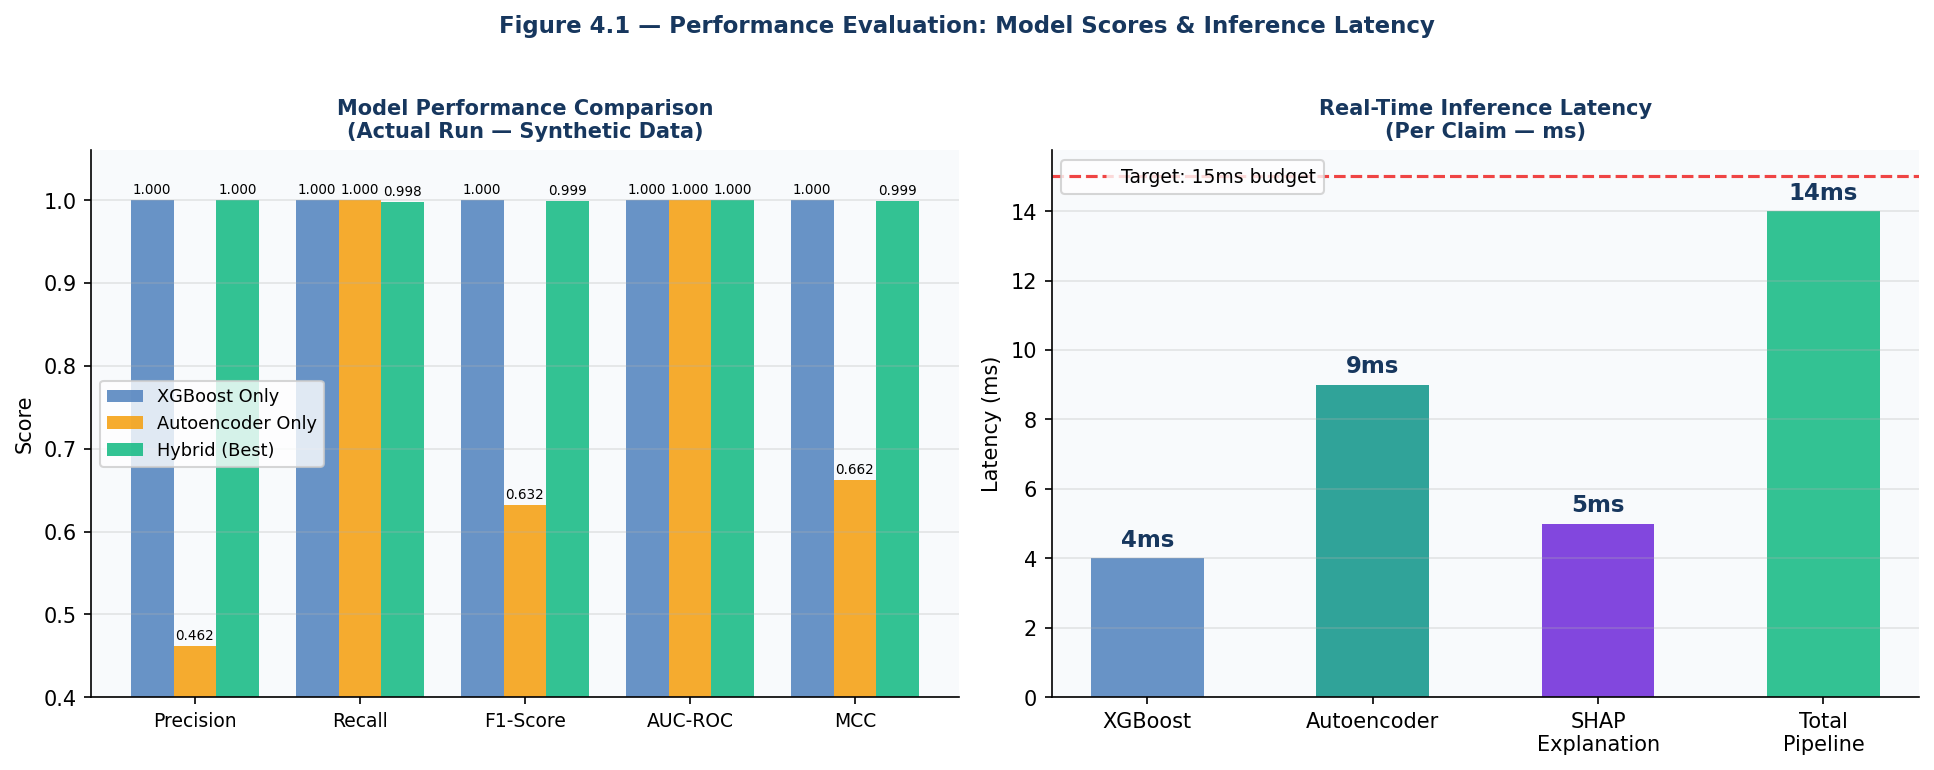 Figure 4.1 — Performance Evaluation: Model Scores & Inference Latency
Model Performance Comparison
(Actual Run — Synthetic Data)
Score
1.0
0.9
0.8
0.7
0.6
0.5
0.4
1.000
0.462
1.000
1.000
1.000
0.998
1.000
0.632
0.999
1.000
1.000
1.000
1.000
0.662
0.999
XGBoost Only
Autoencoder Only
Hybrid (Best)
Precision
Recall
F1-Score
AUC-ROC
MCC
Real-Time Inference Latency
(Per Claim — ms)
Latency (ms)
14
12
10
8
6
4
2
0
Target: 15ms budget
4ms
9ms
5ms
14ms
XGBoost
Autoencoder
SHAP
Explanation
Total
Pipeline